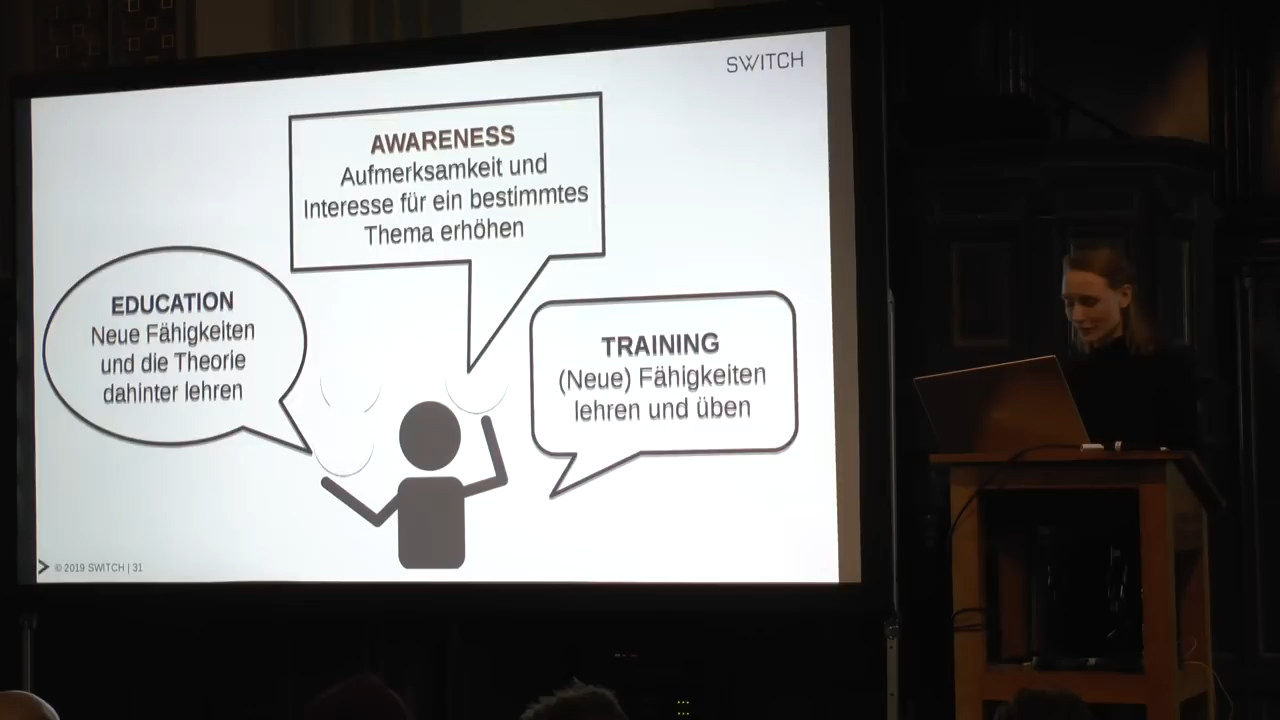 SWITCH
AWARENESS
Aufmerksamkeit und
Interesse für ein bestimmtes
Thema erhöhen
EDUCATION
Neue Fähigkeiten
und die Theorie
dahinter lehren
TRAINING
(Neue) Fähigkeiten
lehren und üben
© 2019 SWITCH | 31